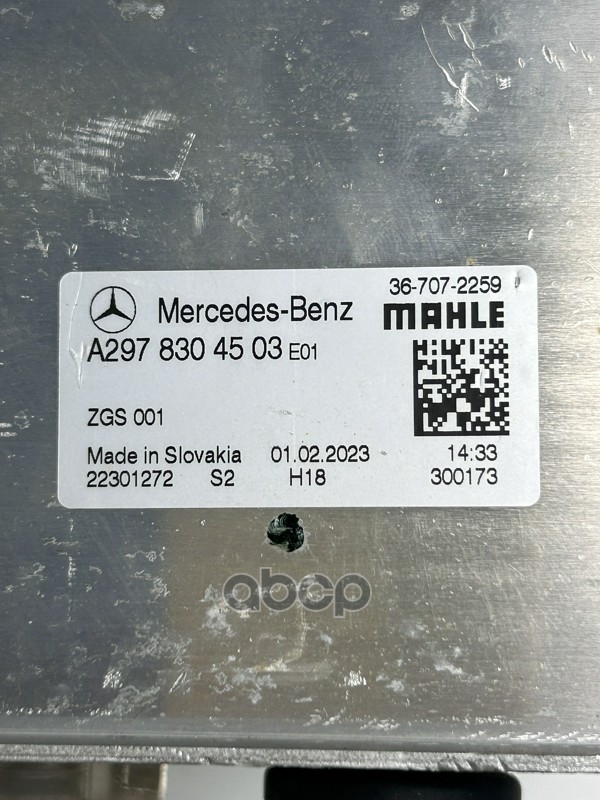 36-707-2259
Mercedes-Benz MAHLE
A297 830 45 03 E01
ZGS 001
Made in Slovakia 01.02.2023 14:33
22301272 S2 H18 300173
abcp